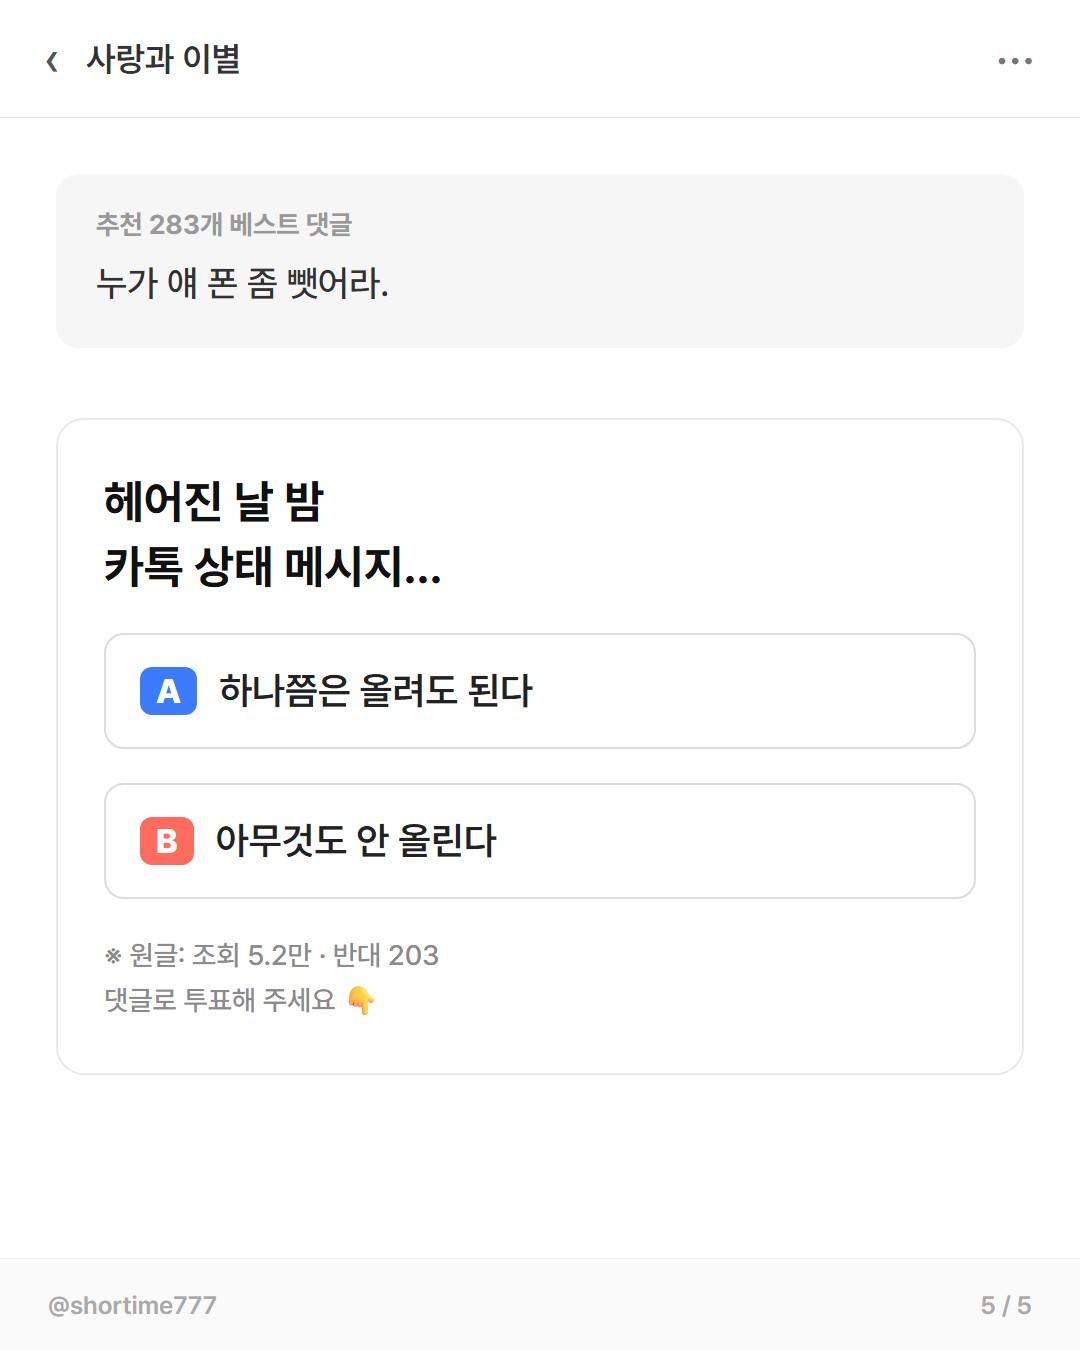 사랑과 이별
추천 283개 베스트 댓글
누가 얘 폰 좀 뺏어라.
헤어진 날 밤
카톡 상태 메시지...
A 하나쯤은 올려도 된다
B 아무것도 안 올린다
※ 원글: 조회 5.2만 · 반대 203
댓글로 투표해 주세요 👇
@shortime777
5 / 5